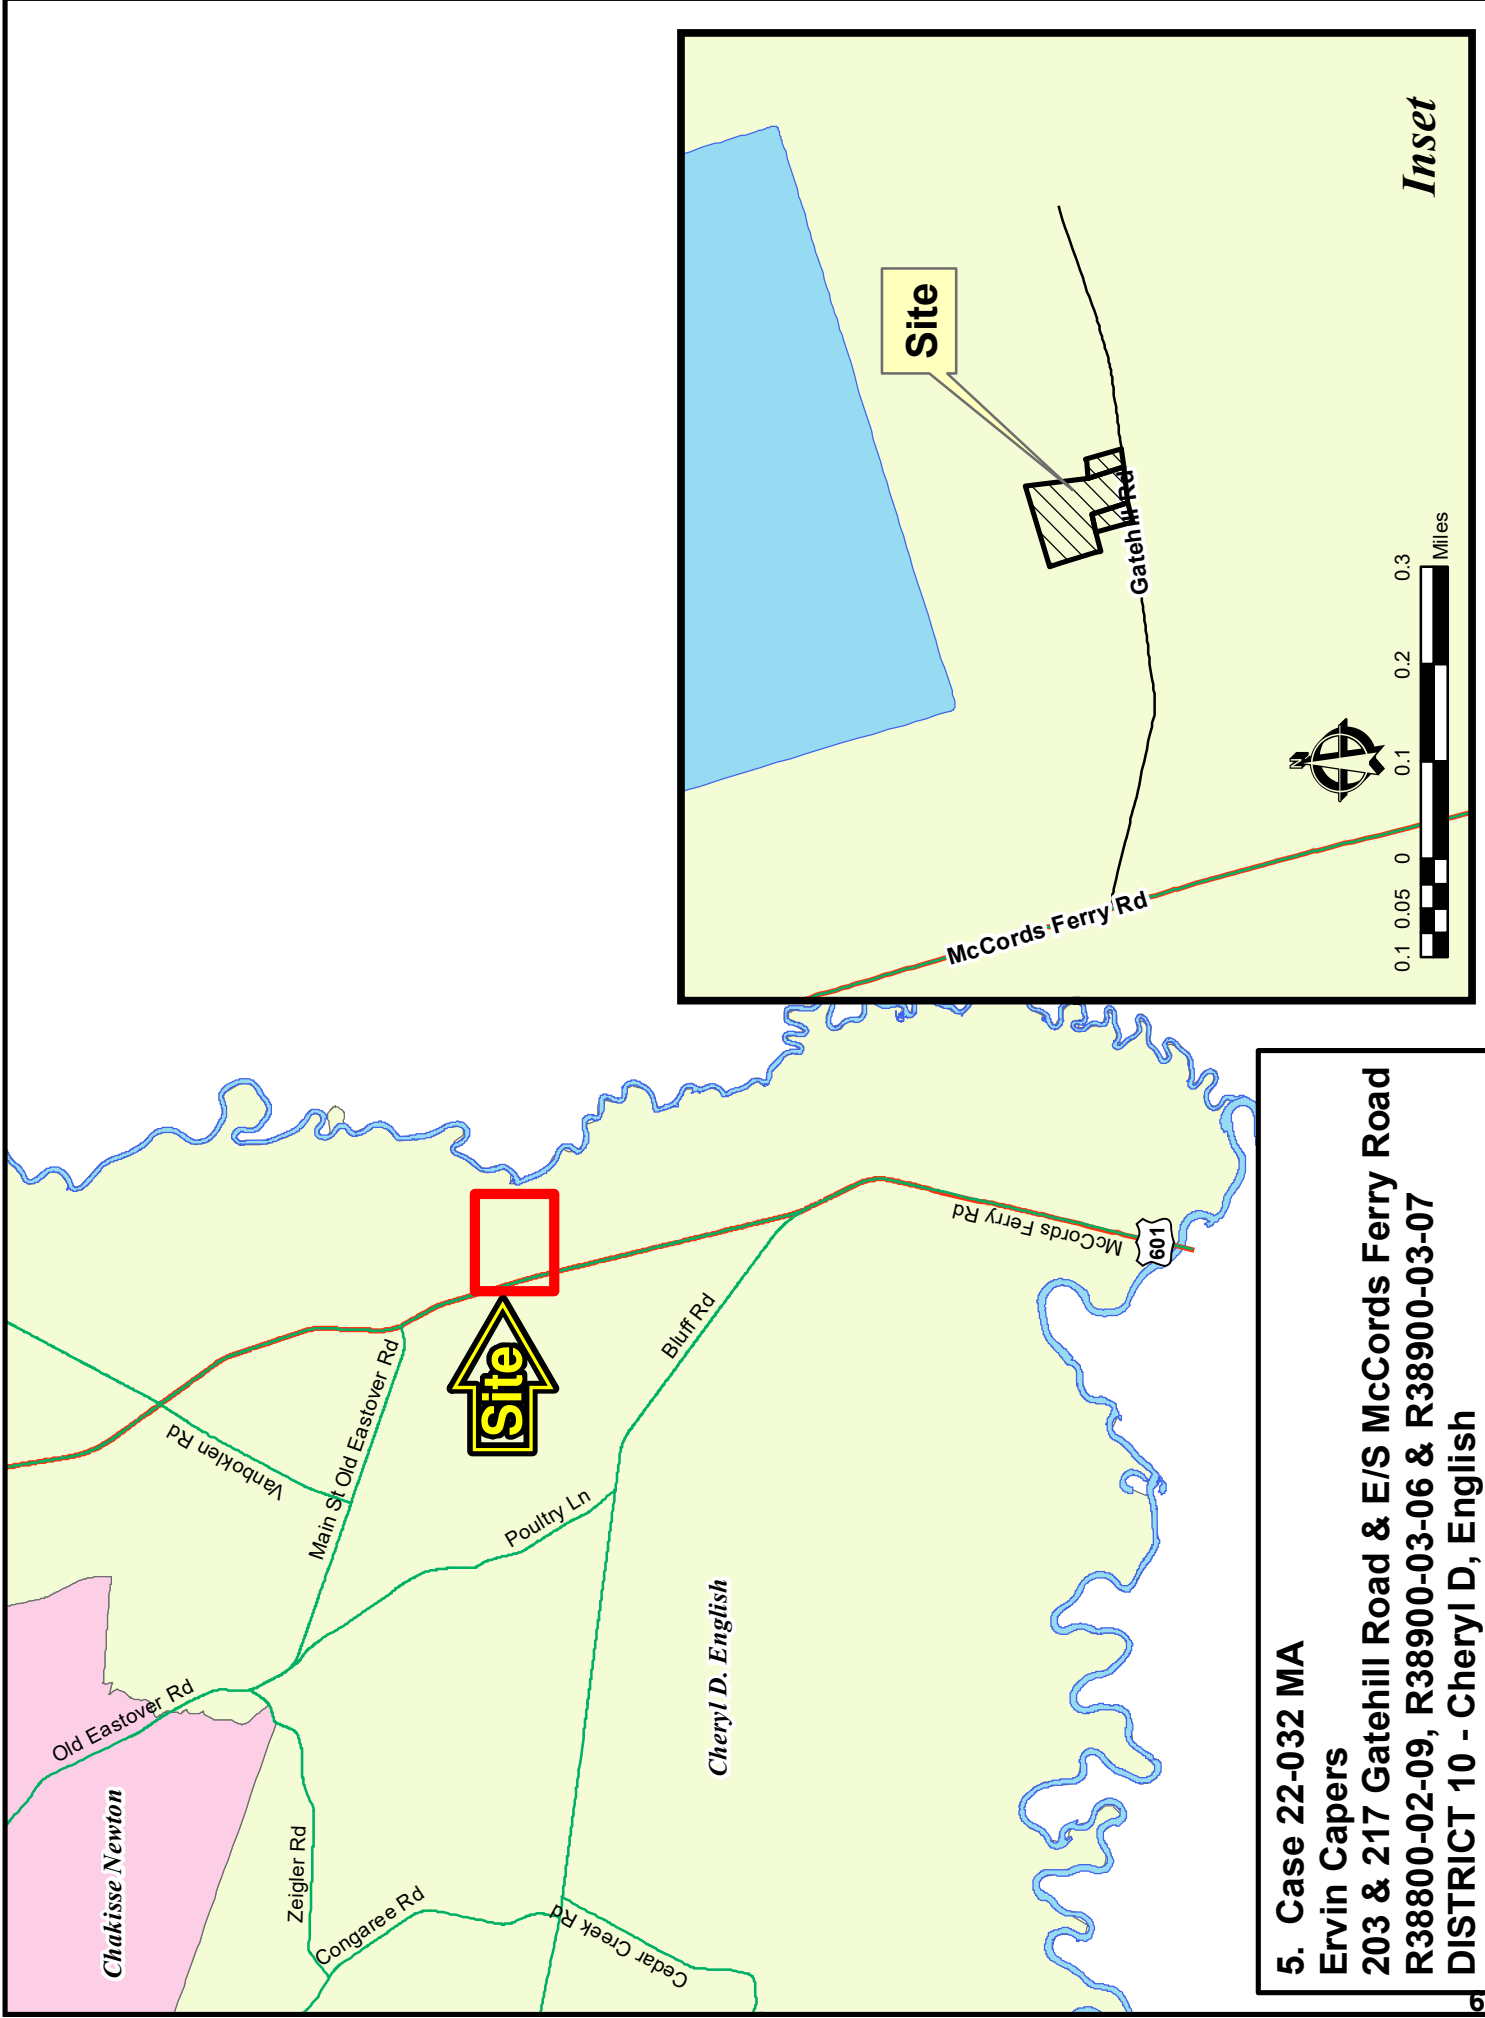 Chakisse Newton
Old Eastover Rd
Vanboklen Rd
Main St Old Eastover Rd
Zeigler Rd
Congaree Rd
Cedar Creek Rd
Poultry Ln
Bluff Rd
Site
Cheryl D. English
McCords Ferry Rd
601
Site
Gatehill Rd
McCords Ferry Rd
N
0.1 0.05 0 0.1 0.2 0.3
Miles
Inset
5. Case 22-032 MA
Ervin Capers
203 & 217 Gatehill Road & E/S McCords Ferry Road
R38800-02-09, R38900-03-06 & R38900-03-07
DISTRICT 10 - Cheryl D, English
6